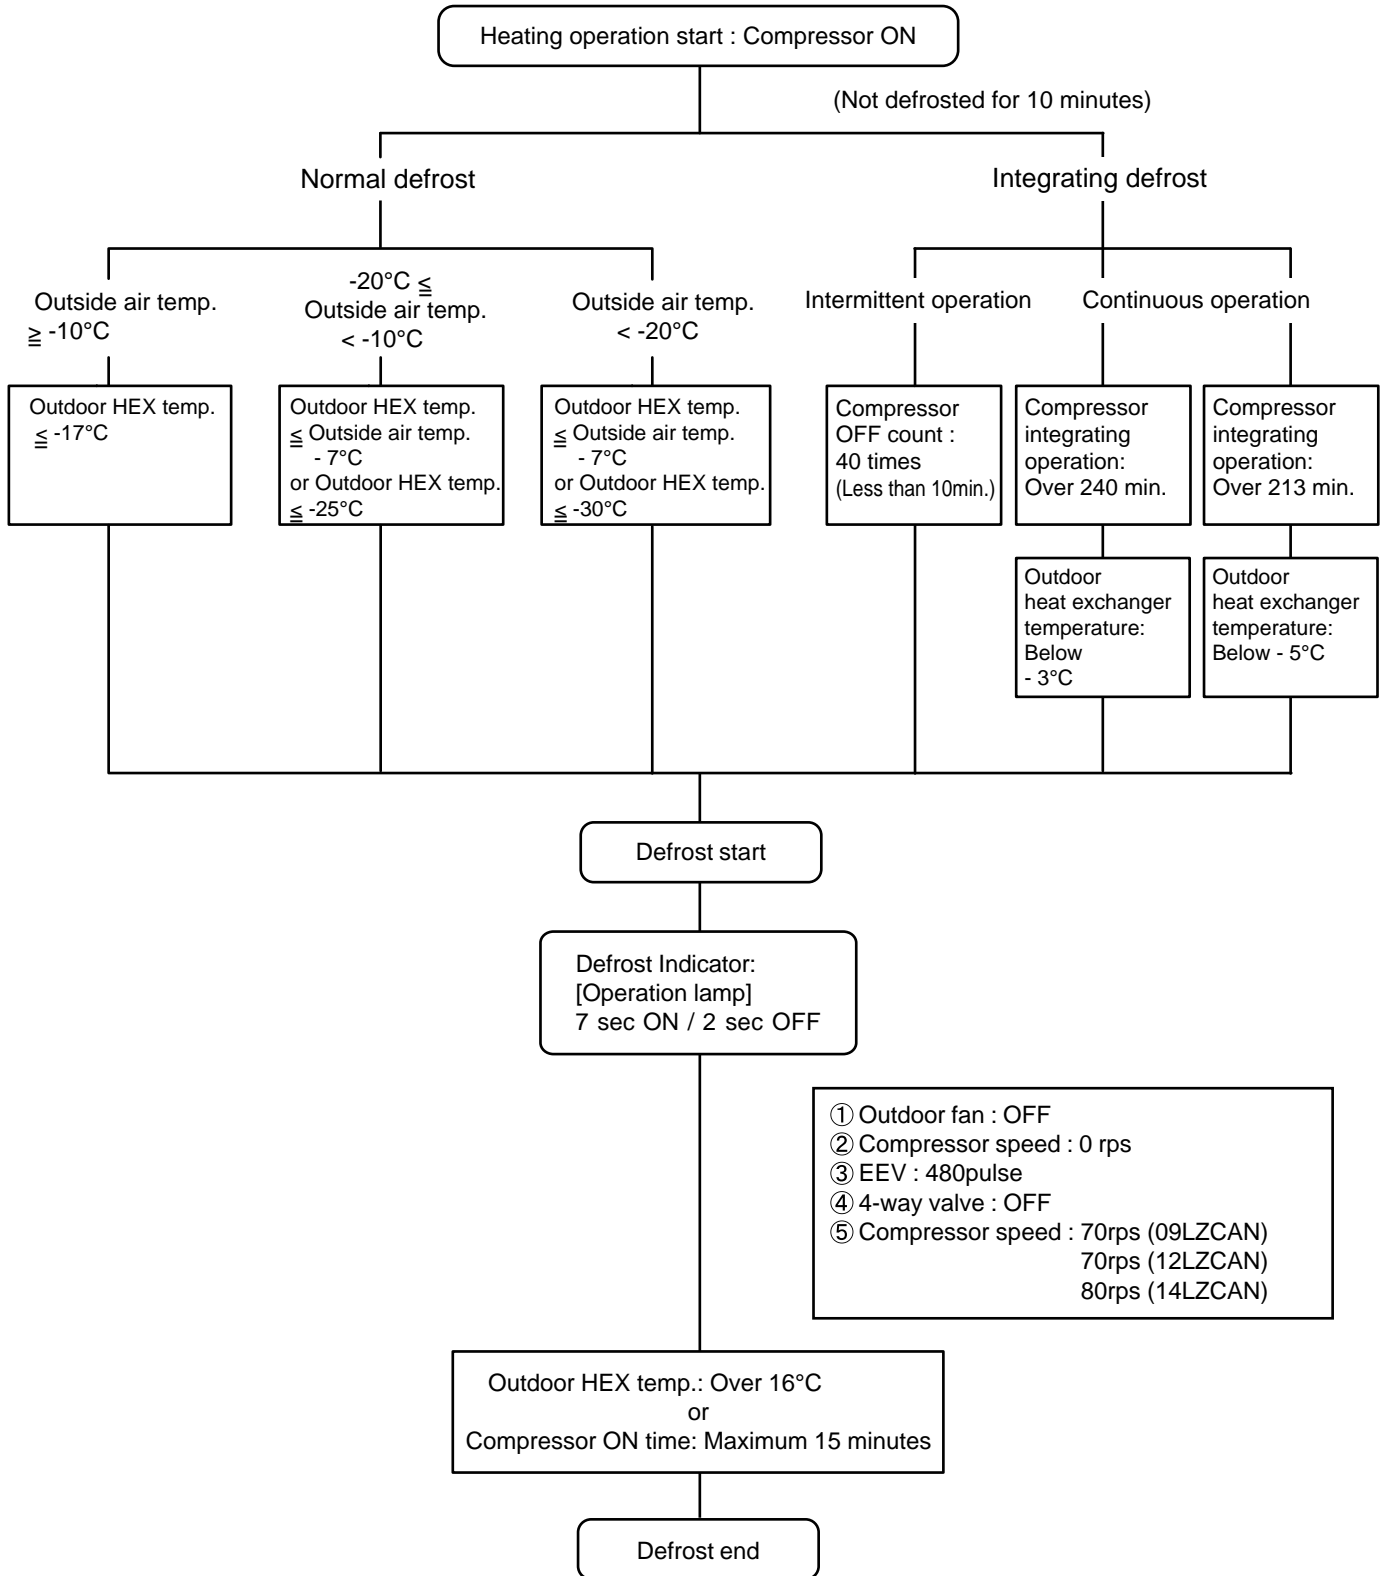 Heating operation start : Compressor ON
(Not defrosted for 10 minutes)
Normal defrost
Integrating defrost
Outside air temp.
≧ -10°C
-20°C ≦
Outside air temp.
< -10°C
Outside air temp.
< -20°C
Intermittent operation
Continuous operation
Outdoor HEX temp.
≦ -17°C
Outdoor HEX temp.
≦ Outside air temp.
- 7°C
or Outdoor HEX temp.
≦ -25°C
Outdoor HEX temp.
≦ Outside air temp.
- 7°C
or Outdoor HEX temp.
≦ -30°C
Compressor
OFF count :
40 times
(Less than 10min.)
Compressor
integrating
operation:
Over 240 min.
Compressor
integrating
operation:
Over 213 min.
Outdoor
heat exchanger
temperature:
Below
- 3°C
Outdoor
heat exchanger
temperature:
Below - 5°C
Defrost start
Defrost Indicator:
[Operation lamp]
7 sec ON / 2 sec OFF
① Outdoor fan : OFF
② Compressor speed : 0 rps
③ EEV : 480pulse
④ 4-way valve : OFF
⑤ Compressor speed : 70rps (09LZCAN)
70rps (12LZCAN)
80rps (14LZCAN)
Outdoor HEX temp.: Over 16°C
or
Compressor ON time: Maximum 15 minutes
Defrost end